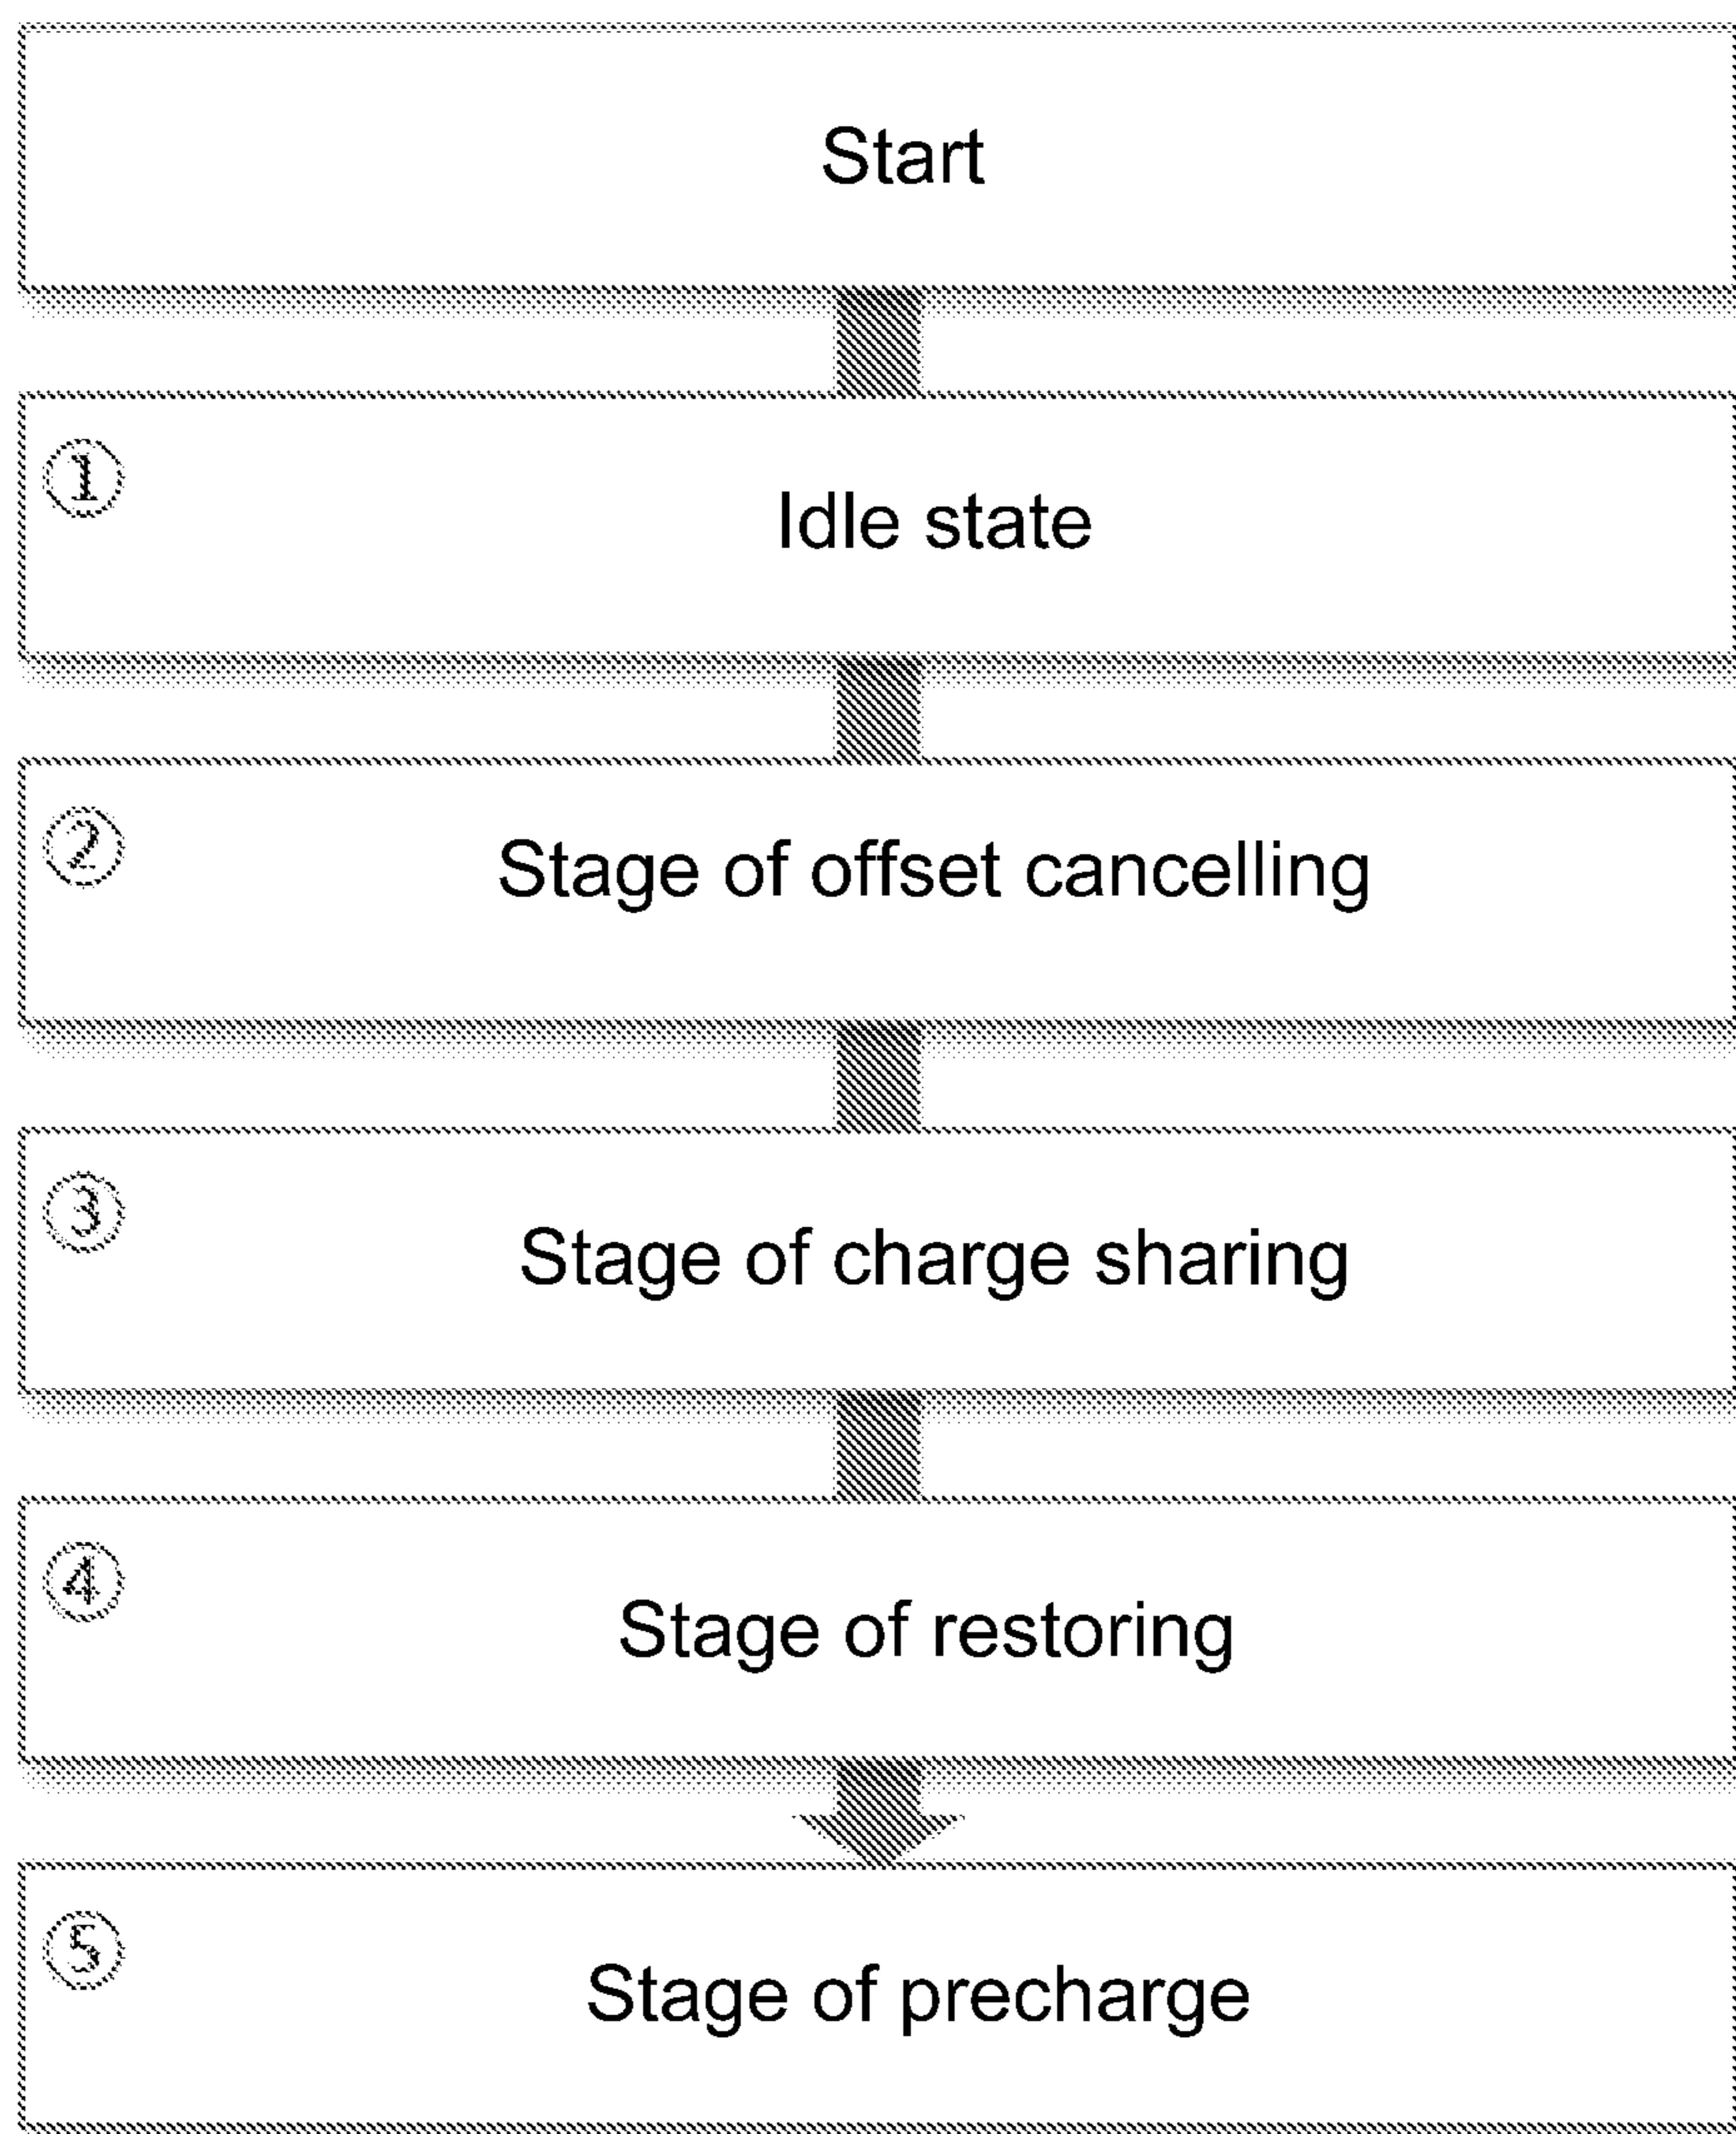 Start
①
Idle state
②
Stage of offset cancelling
③
Stage of charge sharing
④
Stage of restoring
⑤
Stage of precharge